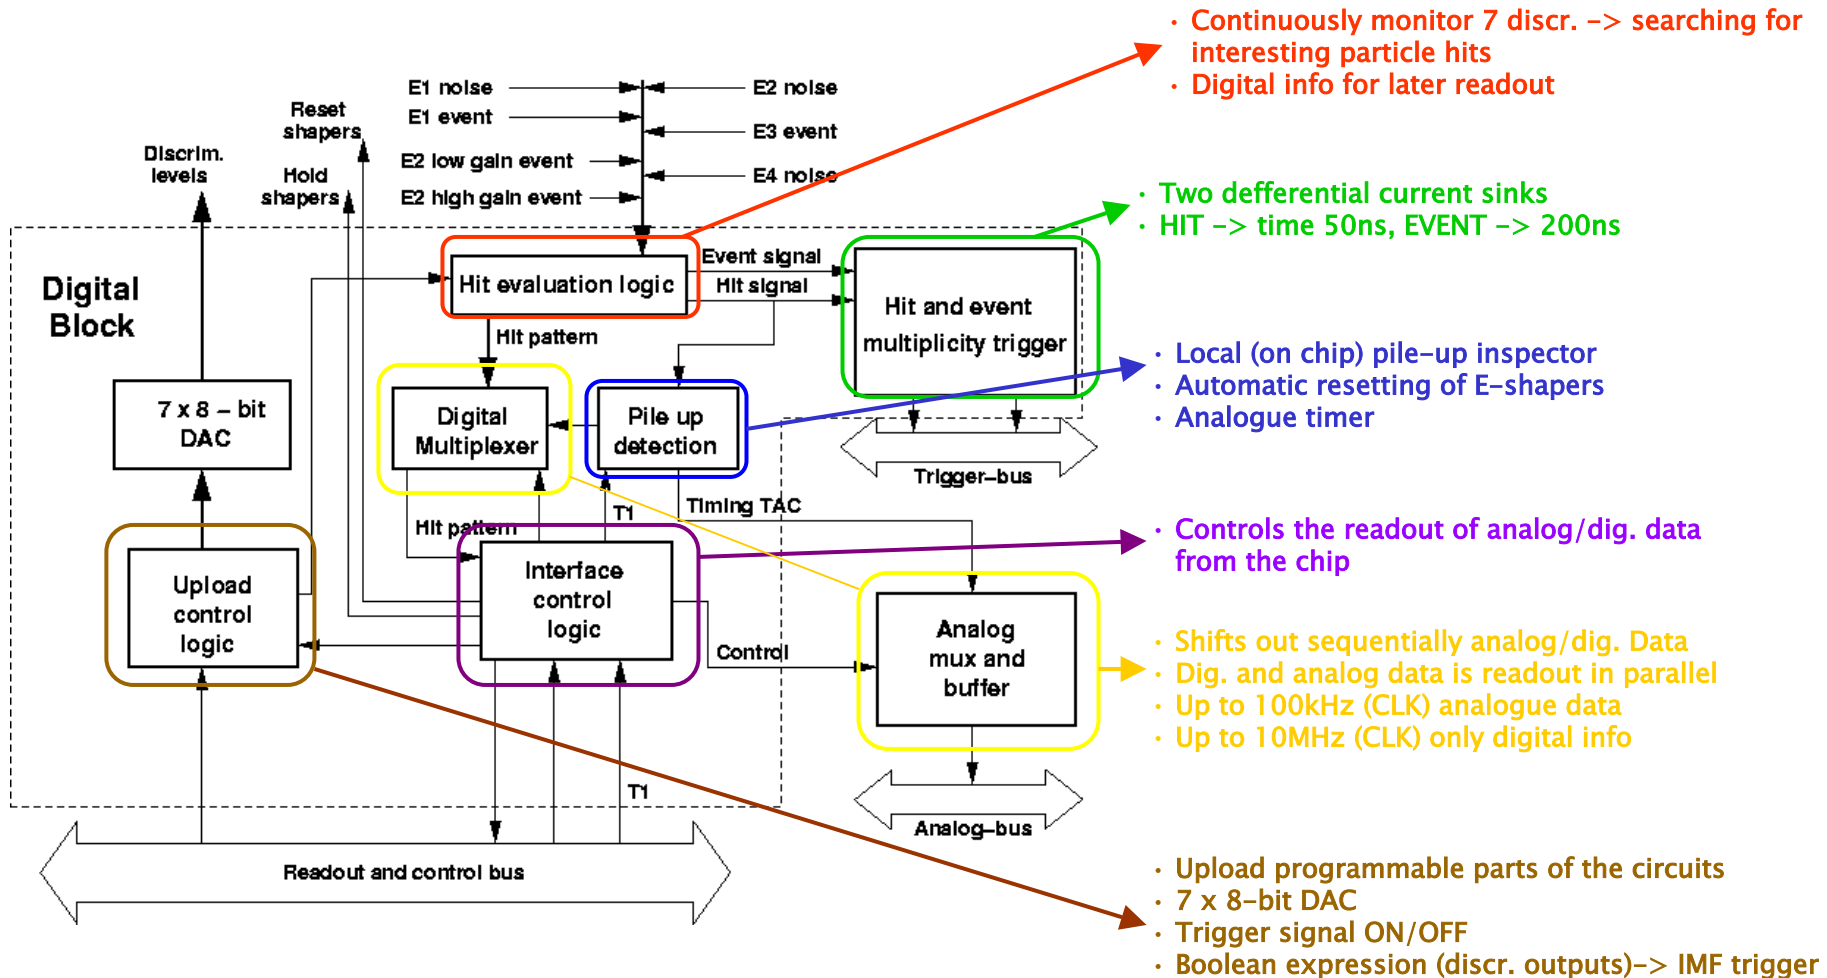 · Continuously monitor 7 discr. -> searching for
interesting particle hits
· Digital info for later readout
E1 noise
E2 noise
Reset
shapers
E1 event
E3 event
Discrim.
levels
E2 low gain event
Hold
shapers
E4 noise
E2 high gain event
· Two defferential current sinks
· HIT -> time 50ns, EVENT -> 200ns
Digital
Block
Hit evaluation logic
Event signal
Hit signal
Hit and event
multiplicity trigger
Hit pattern
· Local (on chip) pile-up inspector
· Automatic resetting of E-shapers
· Analogue timer
7 x 8 - bit
DAC
Digital
Multiplexer
Pile up
detection
Trigger-bus
Hit pattern
T1
Timing TAC
· Controls the readout of analog/dig. data
from the chip
Upload
control
logic
Interface
control
logic
Control
Analog
mux and
buffer
· Shifts out sequentially analog/dig. Data
· Dig. and analog data is readout in parallel
· Up to 100kHz (CLK) analogue data
· Up to 10MHz (CLK) only digital info
T1
Analog-bus
Readout and control bus
· Upload programmable parts of the circuits
· 7 x 8-bit DAC
· Trigger signal ON/OFF
· Boolean expression (discr. outputs)-> IMF trigger